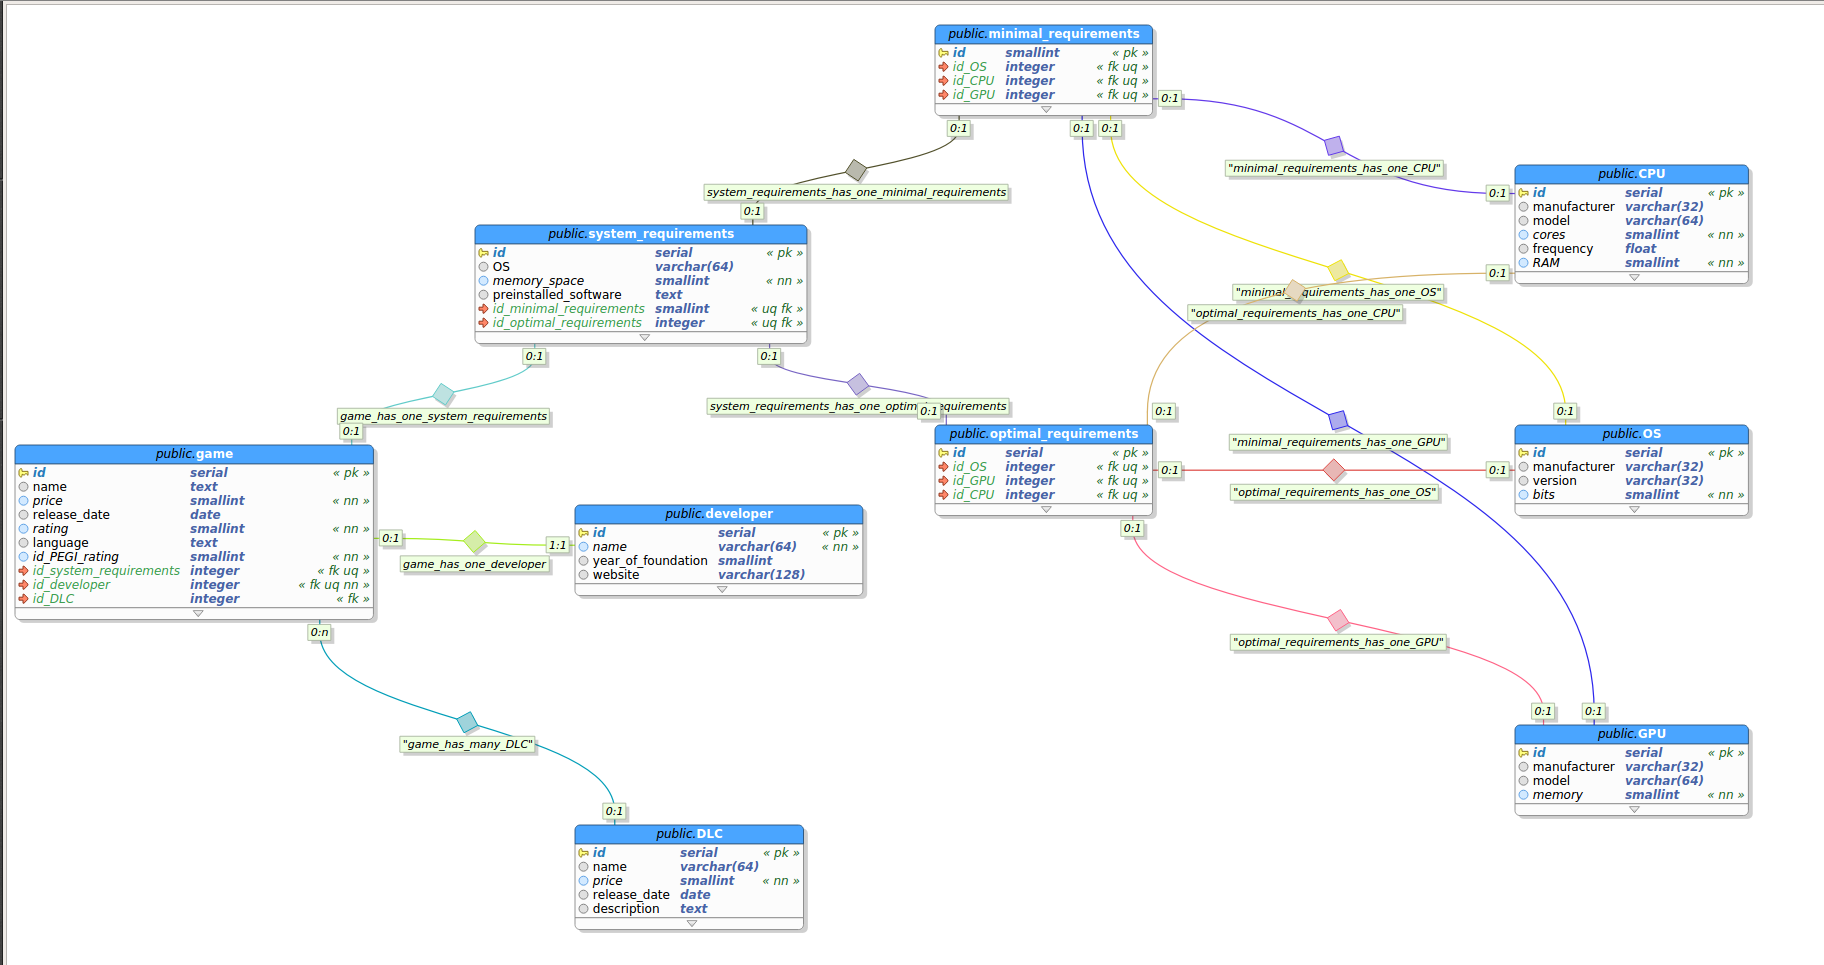 public.minimal_requirements
id smallint « pk »
id_OS integer « fk uq »
id_CPU integer « fk uq »
id_GPU integer « fk uq »
0:1
0:1
0:1
0:1
"minimal_requirements_has_one_CPU"
0:1
system_requirements_has_one_minimal_requirements
0:1
public.CPU
id serial « pk »
manufacturer varchar(32)
model varchar(64)
cores smallint « nn »
frequency float
RAM smallint « nn »
0:1
public.system_requirements
id serial « pk »
OS varchar(64)
memory_space smallint « nn »
preinstalled_software text
id_minimal_requirements smallint « uq fk »
id_optimal_requirements integer « uq fk »
"minimal_requirements_has_one_OS"
"optimal_requirements_has_one_CPU"
0:1
0:1
game_has_one_system_requirements
0:1
system_requirements_has_one_optimal_requirements
0:1
0:1
0:1
public.game
id serial « pk »
name text
price smallint « nn »
release_date date
rating smallint « nn »
language text
id_PEGI_rating smallint « nn »
id_system_requirements integer « fk uq »
id_developer integer « fk uq nn »
id_DLC integer « fk »
public.optimal_requirements
id serial « pk »
id_OS integer « fk uq »
id_GPU integer « fk uq »
id_CPU integer « fk uq »
"minimal_requirements_has_one_GPU"
0:1
0:1
"optimal_requirements_has_one_OS"
public.OS
id serial « pk »
manufacturer varchar(32)
version varchar(32)
bits smallint « nn »
0:1
game_has_one_developer
1:1
public.developer
id serial « pk »
name varchar(64) « nn »
year_of_foundation smallint
website varchar(128)
0:1
"optimal_requirements_has_one_GPU"
0:n
"game_has_many_DLC"
0:1
0:1
0:1
public.GPU
id serial « pk »
manufacturer varchar(32)
model varchar(64)
memory smallint « nn »
public.DLC
id serial « pk »
name varchar(64)
price smallint « nn »
release_date date
description text